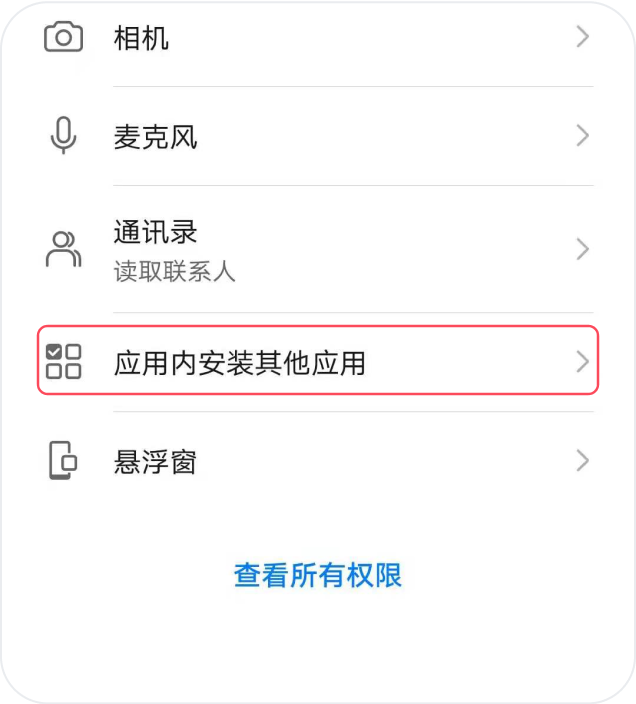 相机
麦克风
通讯录
读取联系人
应用内安装其他应用
悬浮窗
查看所有权限